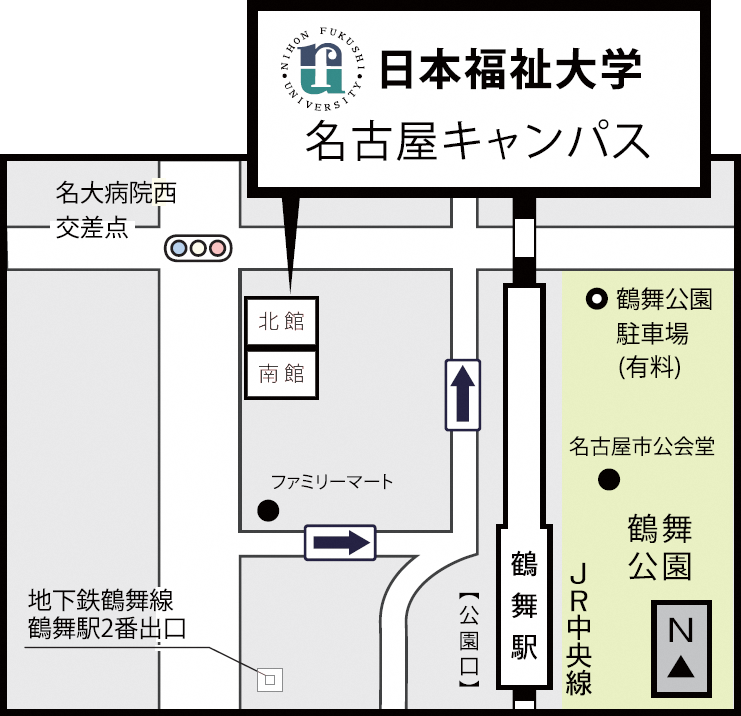 NIHON FUKUSHI
UNIVERSITY
日本福祉大学
名古屋キャンパス
名大病院西
交差点
北館
南館
鶴舞公園
駐車場
(有料)
名古屋市公会堂
ファミリーマート
鶴舞
公園
鶴舞駅
JR中央線
【公園口】
地下鉄鶴舞線
鶴舞駅2番出口
N